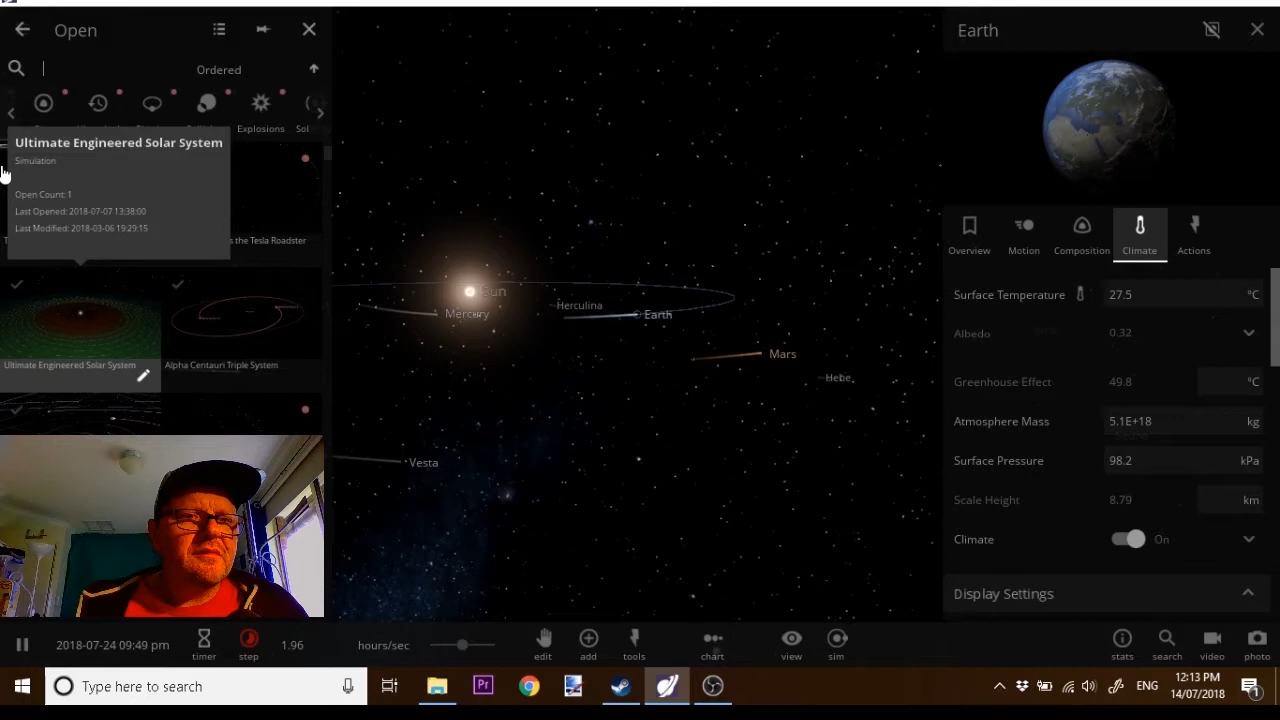 Open
Ordered
Explosions
Sol
Ultimate Engineered Solar System
Simulation
Open Count: 1
Last Opened: 2018-07-07 13:38:00
Last Modified: 2018-03-06 19:29:15
s the Tesla Roadster
Ultimate Engineered Solar System
Alpha Centauri Triple System
Sun
Mercury
Herculina
Earth
Mars
Hebe
Vesta
Earth
Overview
Motion
Composition
Climate
Actions
Surface Temperature 27.5 °C
Albedo 0.32
Greenhouse Effect 49.8 °C
Atmosphere Mass 5.1E+18 kg
Surface Pressure 98.2 kPa
Scale Height 8.79 km
Climate On
Display Settings
2018-07-24 09:49 pm
timer
step
1.96 hours/sec
edit
add
tools
chart
view
sim
stats
search
video
photo
Type here to search
Pr
ENG
12:13 PM
14/07/2018
1